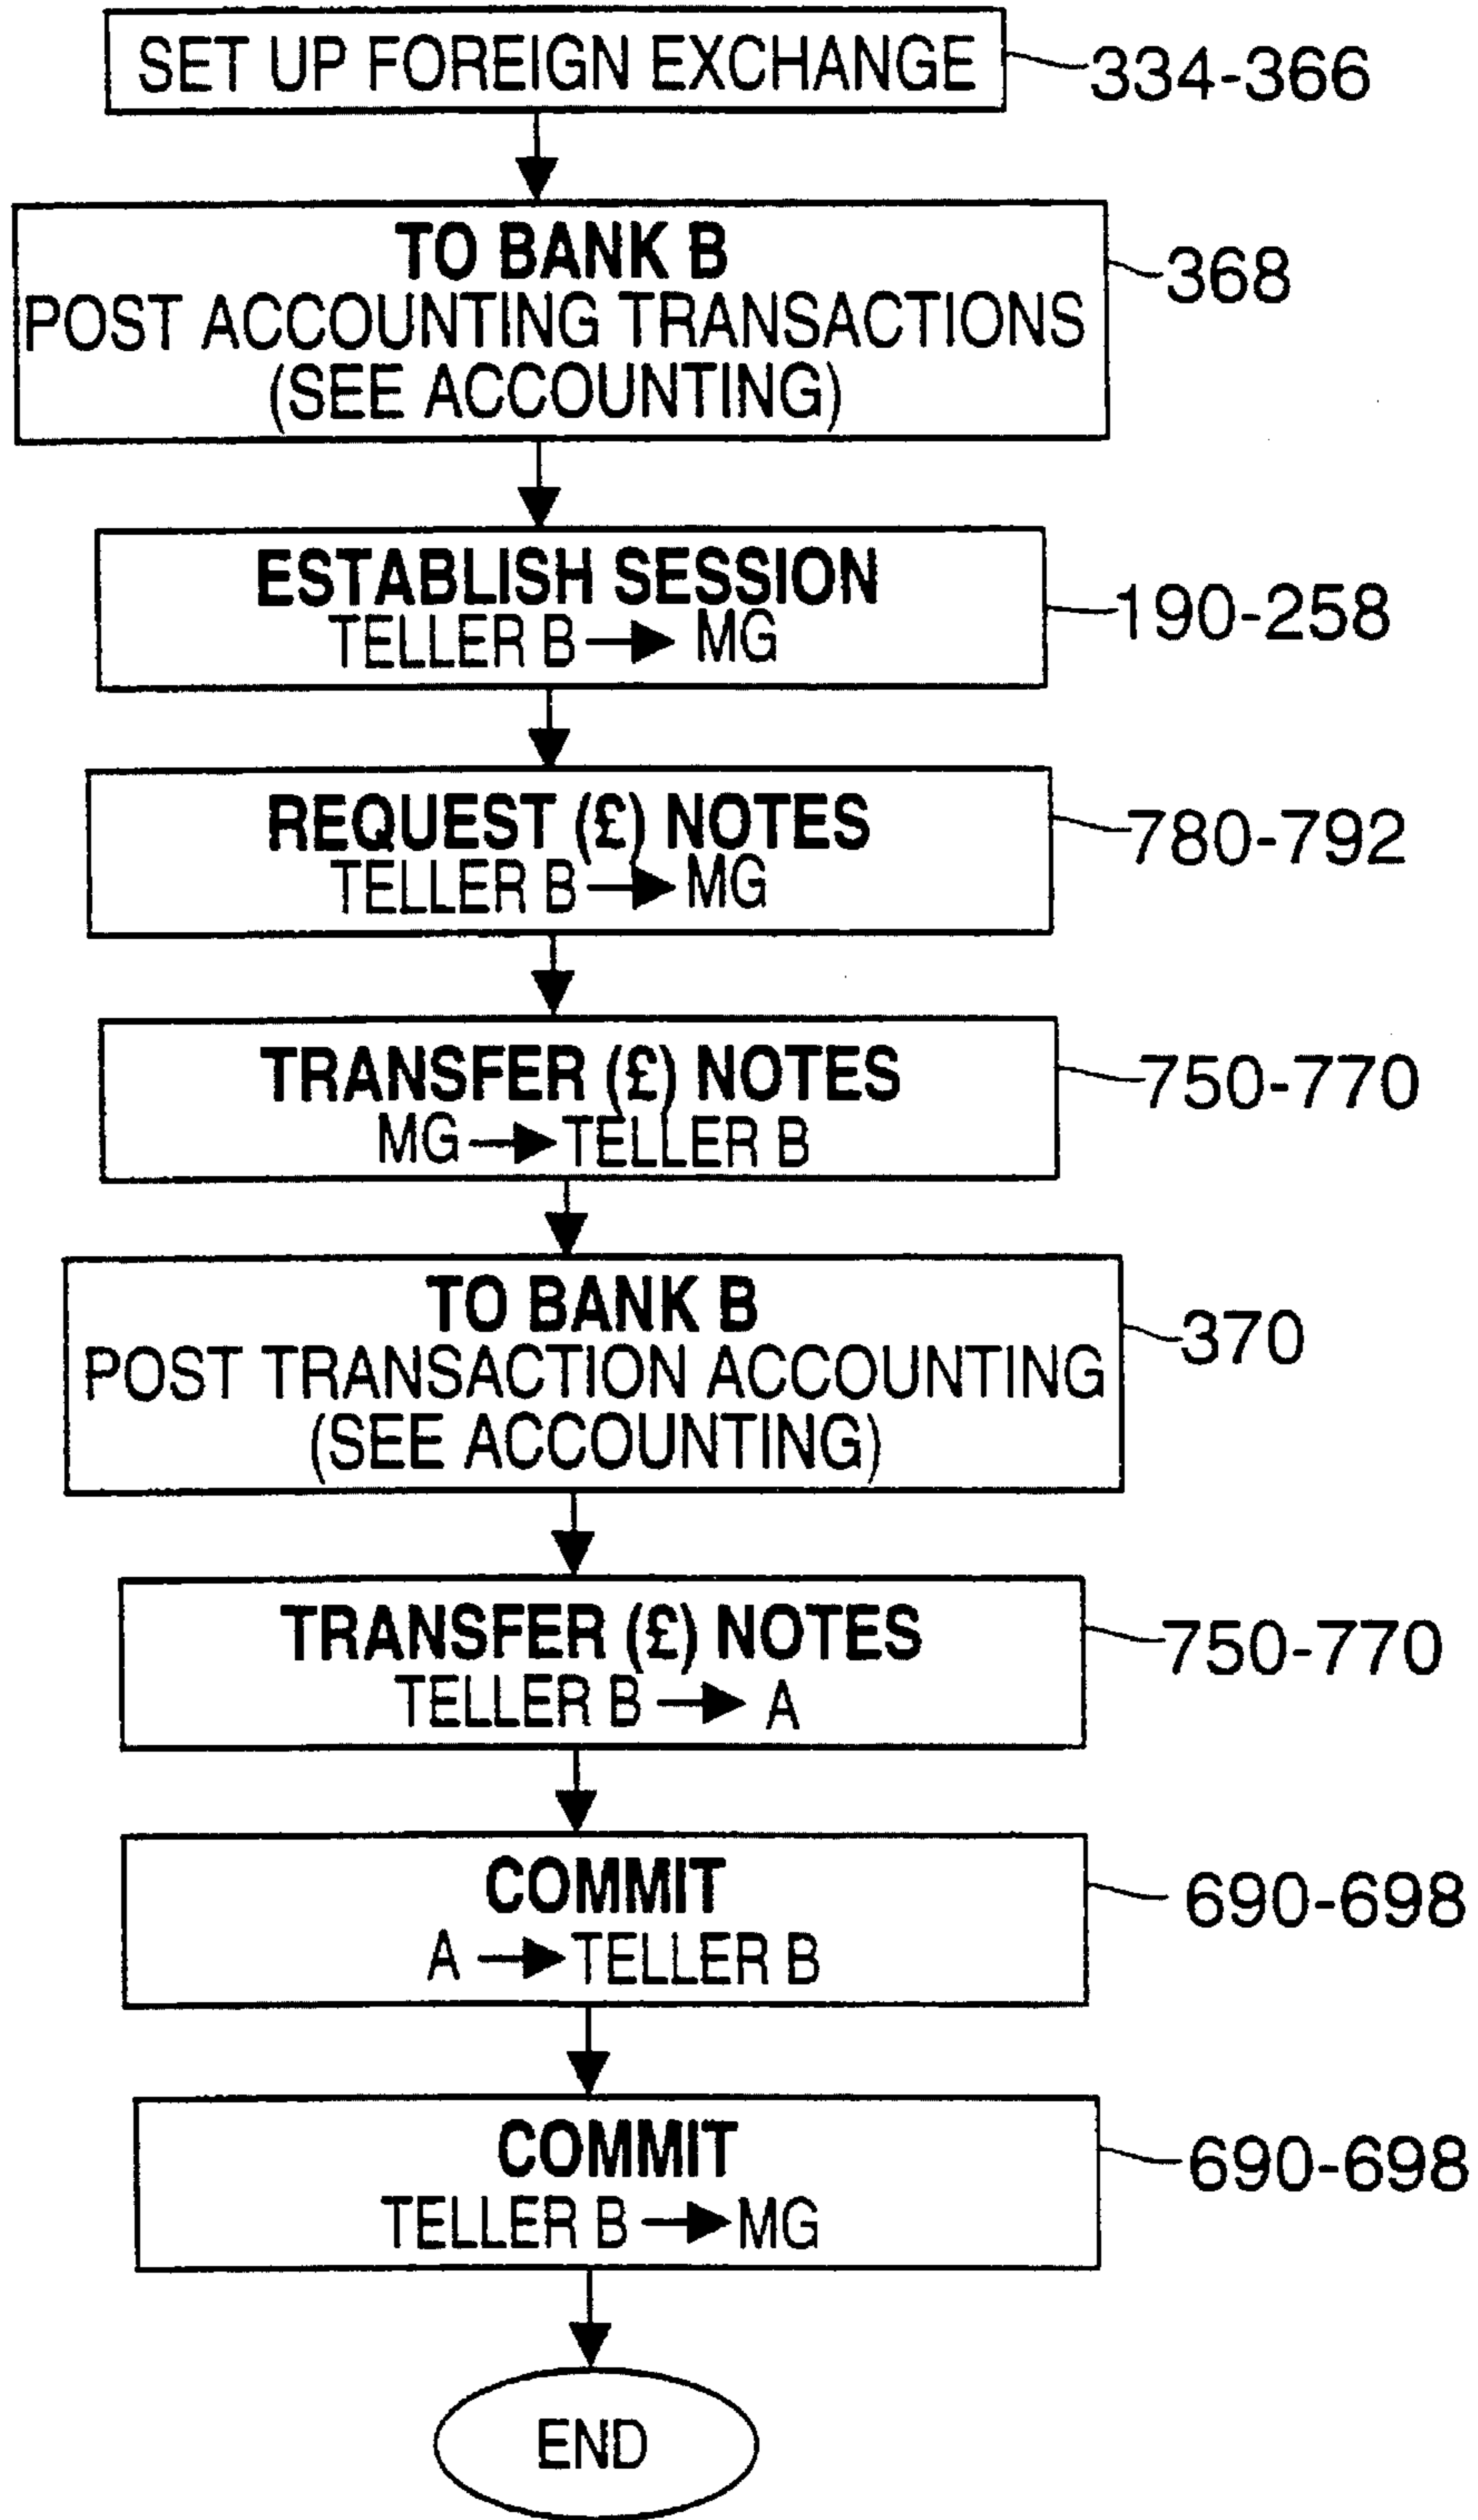 SET UP FOREIGN EXCHANGE
334-366
TO BANK B
POST ACCOUNTING TRANSACTIONS
(SEE ACCOUNTING)
368
ESTABLISH SESSION
TELLER B → MG
190-258
REQUEST (£) NOTES
TELLER B → MG
780-792
TRANSFER (£) NOTES
MG → TELLER B
750-770
TO BANK B
POST TRANSACTION ACCOUNTING
(SEE ACCOUNTING)
370
TRANSFER (£) NOTES
TELLER B → A
750-770
COMMIT
A → TELLER B
690-698
COMMIT
TELLER B → MG
690-698
END